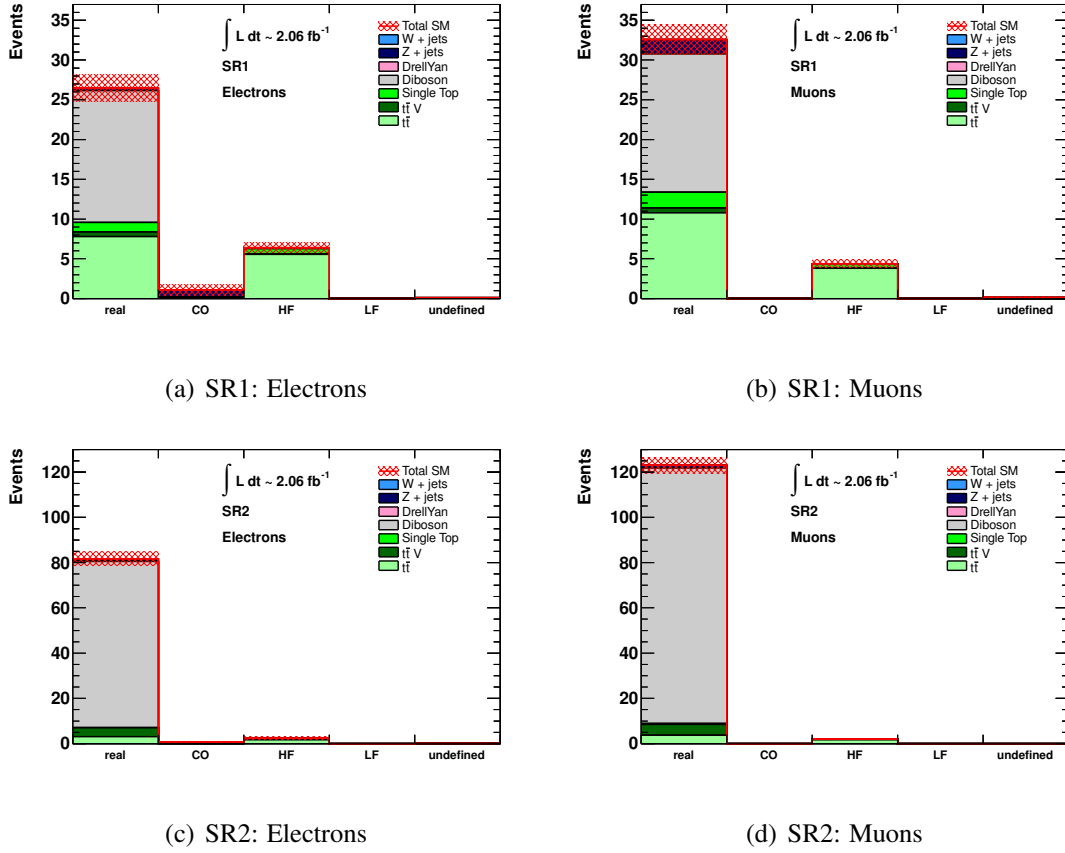 Events
35
30
25
20
15
10
5
0
∫ L dt ~ 2.06 fb⁻¹
SR1
Electrons
Total SM
W + jets
Z + jets
DrellYan
Diboson
Single Top
tt̄ V
tt̄
real CO HF LF undefined
(a) SR1: Electrons
Events
35
30
25
20
15
10
5
0
∫ L dt ~ 2.06 fb⁻¹
SR1
Muons
Total SM
W + jets
Z + jets
DrellYan
Diboson
Single Top
tt̄ V
tt̄
real CO HF LF undefined
(b) SR1: Muons
Events
120
100
80
60
40
20
0
∫ L dt ~ 2.06 fb⁻¹
SR2
Electrons
Total SM
W + jets
Z + jets
DrellYan
Diboson
Single Top
tt̄ V
tt̄
real CO HF LF undefined
(c) SR2: Electrons
Events
120
100
80
60
40
20
0
∫ L dt ~ 2.06 fb⁻¹
SR2
Muons
Total SM
W + jets
Z + jets
DrellYan
Diboson
Single Top
tt̄ V
tt̄
real CO HF LF undefined
(d) SR2: Muons